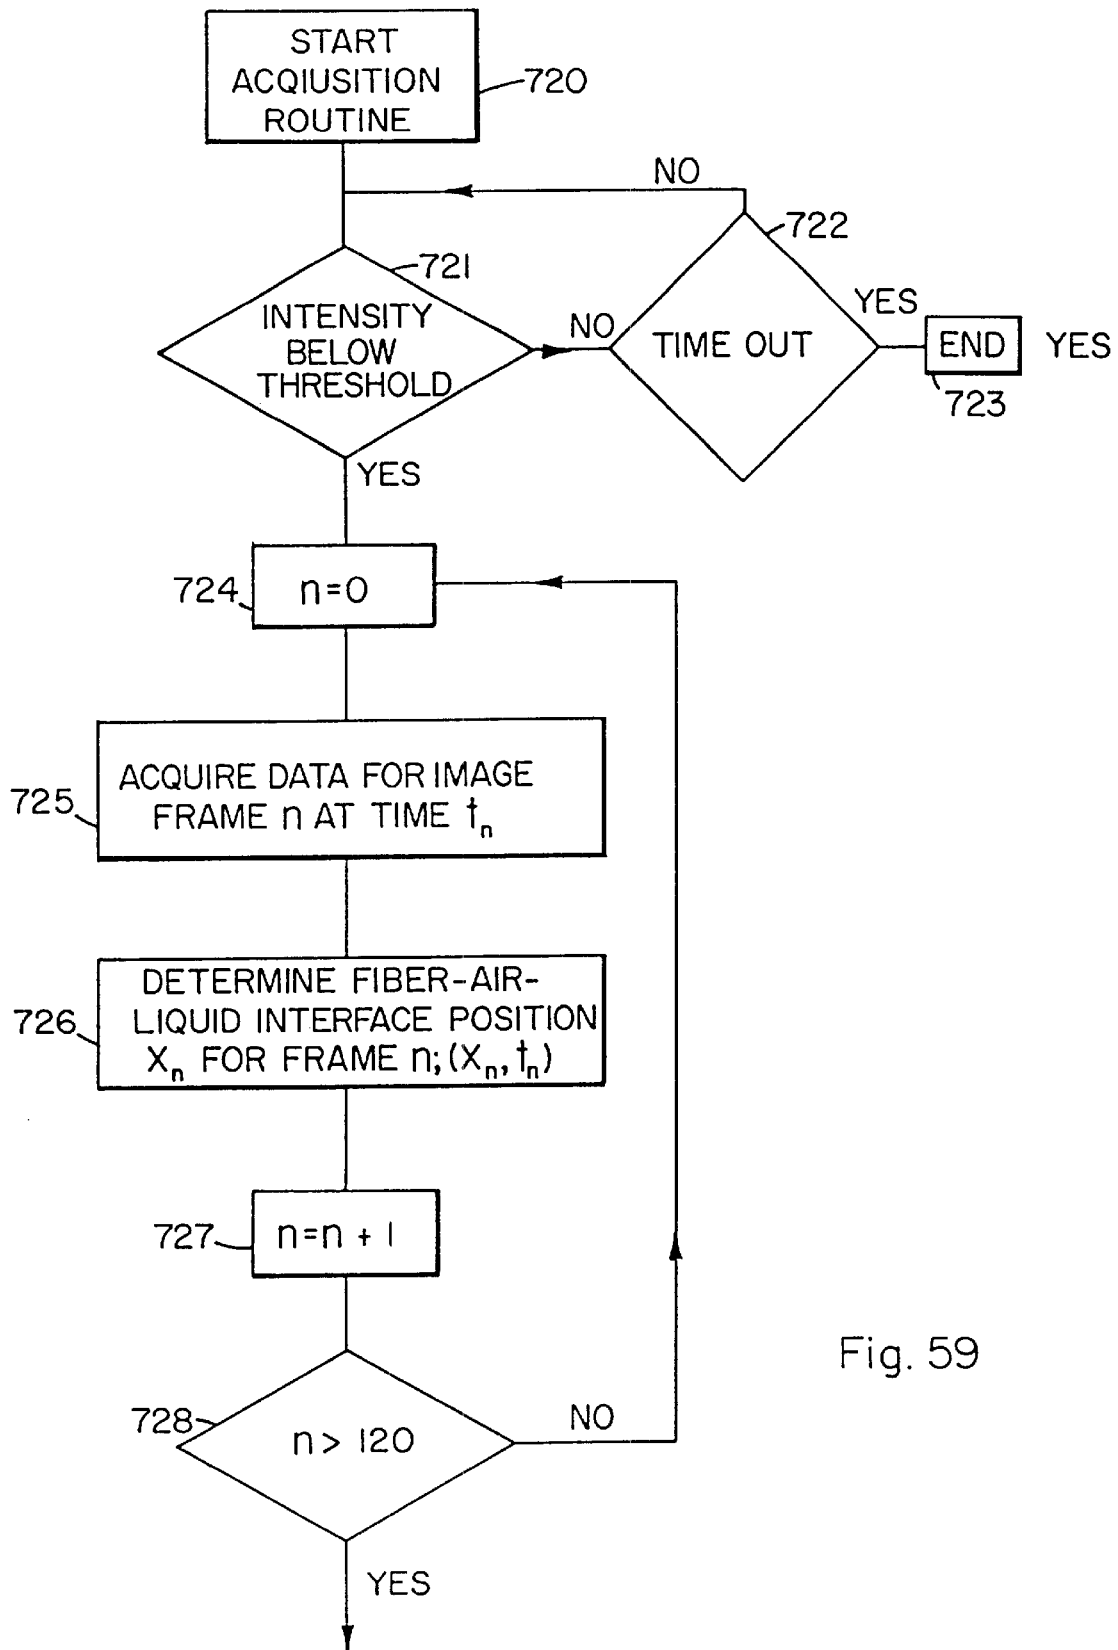 START
ACQIUSITION
ROUTINE
720
NO
722
721
INTENSITY
BELOW
THRESHOLD
NO
TIME OUT
YES
END
YES
723
YES
724
n=0
725
ACQUIRE DATA FOR IMAGE
FRAME n AT TIME tn
726
DETERMINE FIBER-AIR-
LIQUID INTERFACE POSITION
Xn FOR FRAME n; (Xn, tn)
727
n=n + 1
Fig. 59
728
n> 120
NO
YES